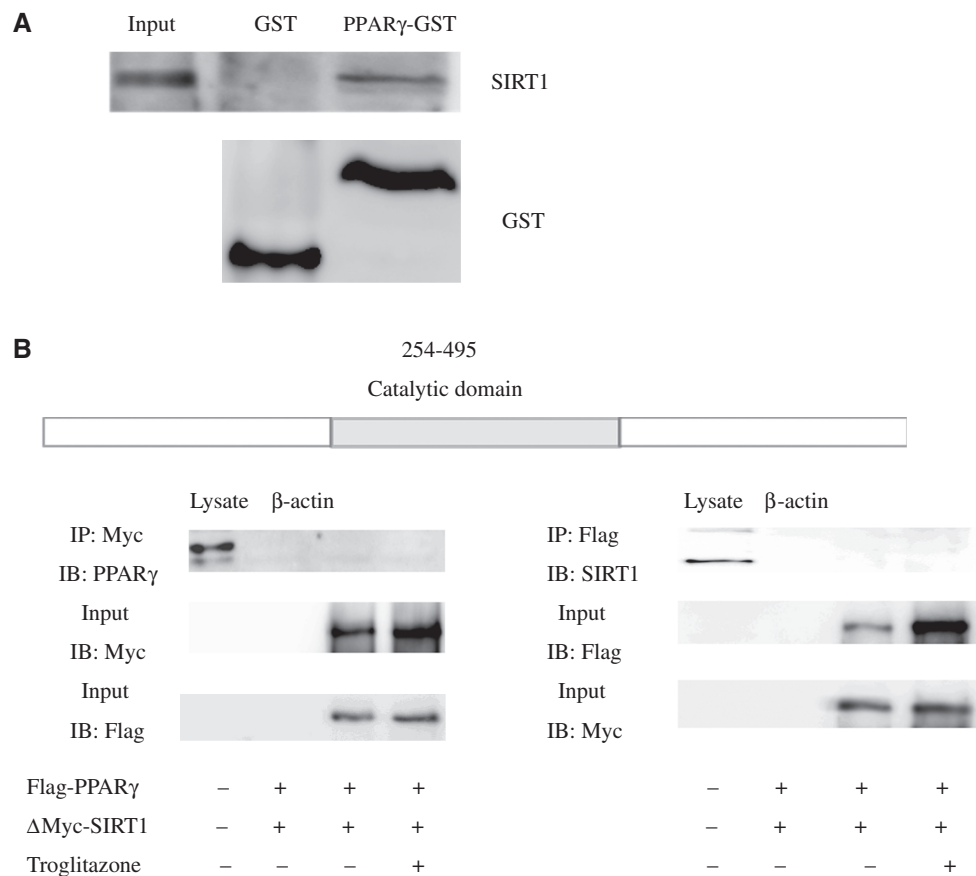 A
Input GST PPARγ-GST
SIRT1
GST
B
254-495
Catalytic domain
Lysate β-actin
IP: Myc
IB: PPARγ
Input
IB: Myc
Input
IB: Flag
Lysate β-actin
IP: Flag
IB: SIRT1
Input
IB: Flag
Input
IB: Myc
Flag-PPARγ – + + + – + + +
ΔMyc-SIRT1 – + + + – + + +
Troglitazone – – – + – – – +